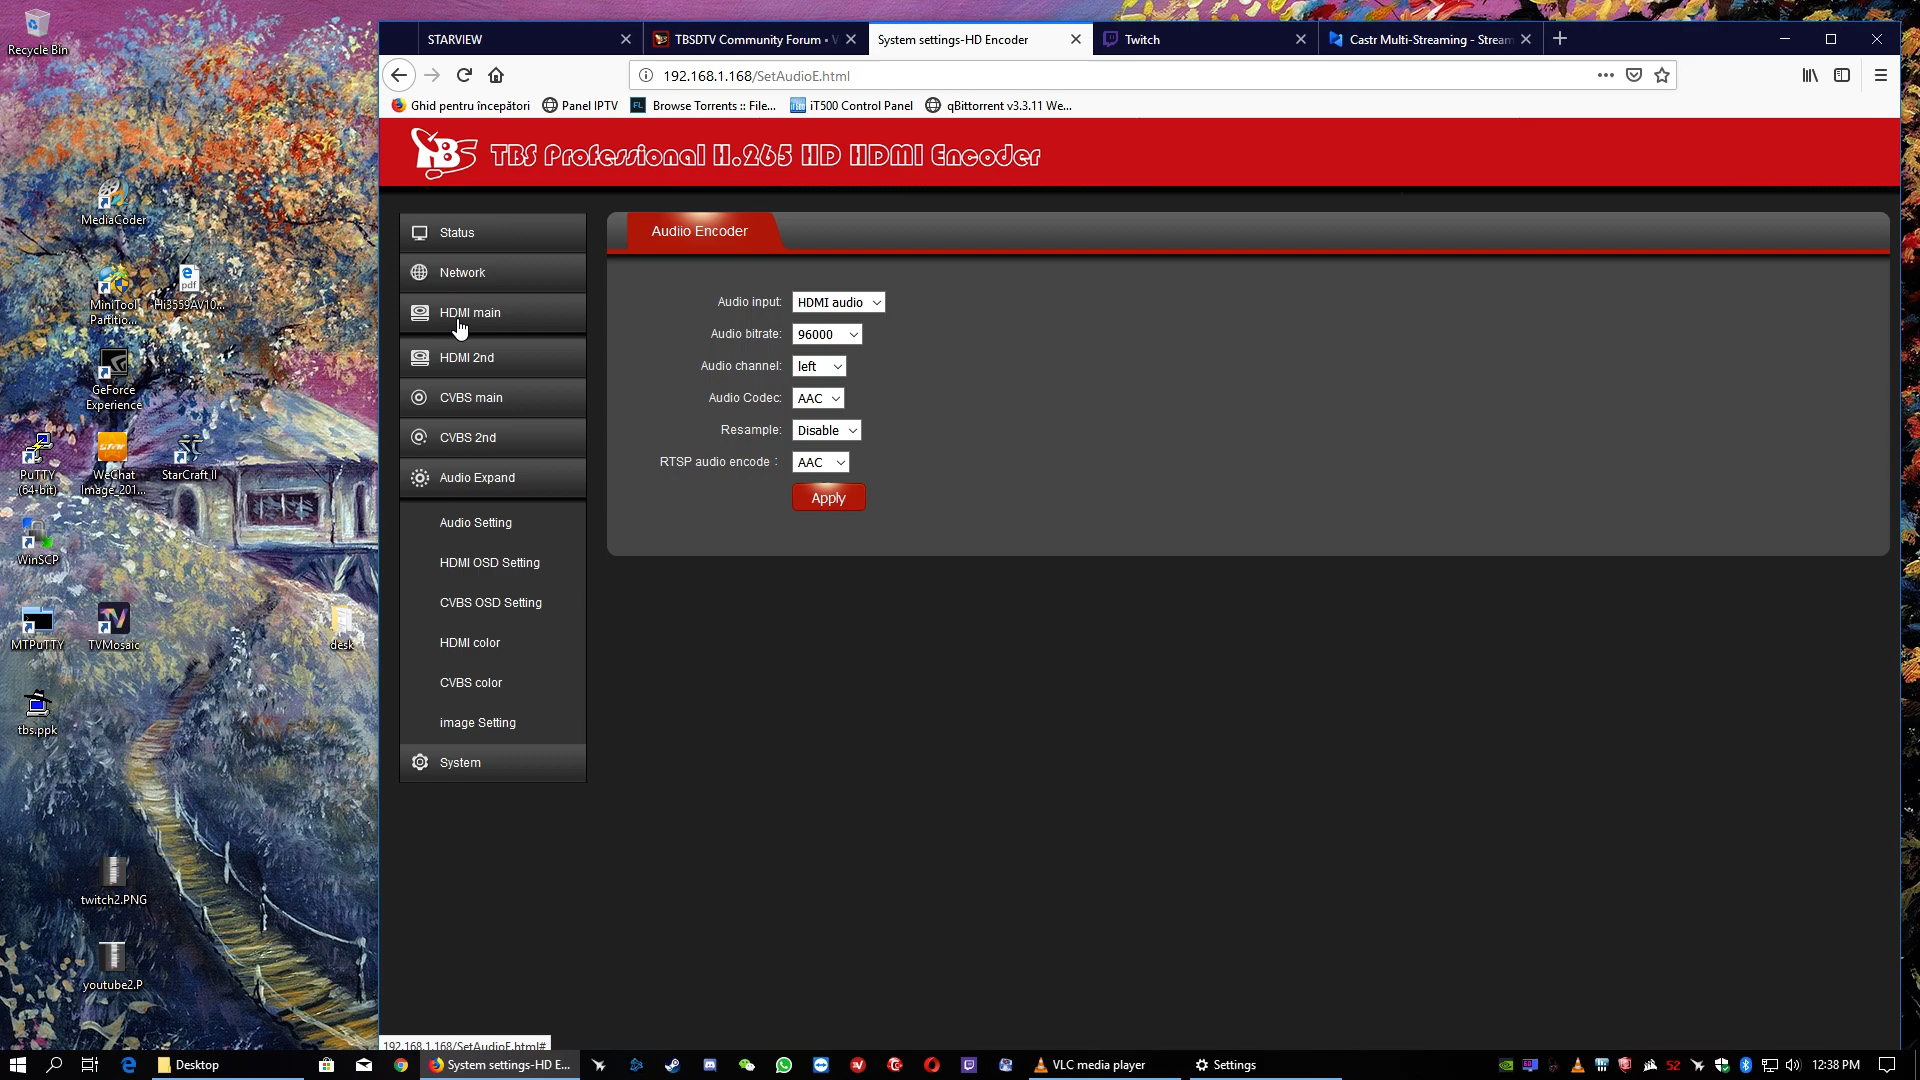 Recycle Bin
MediaCoder
MiniTool Partitio...
Hi3559AV10...
GeForce Experience
PuTTY (64-bit)
WeChat Image_201...
StarCraft II
WinSCP
MTPuTTY
TVMosaic
desk
tbs.ppk
twitch2.PNG
youtube2.P
STARVIEW
TBSDTV Community Forum •
System settings-HD Encoder
Twitch
Castr Multi-Streaming - Stream
192.168.1.168/SetAudioE.html
Ghid pentru începători
Panel IPTV
Browse Torrents :: File...
iT500 Control Panel
qBittorrent v3.3.11 We...
TBS Professional H.265 HD HDMI Encoder
Status
Network
HDMI main
HDMI 2nd
CVBS main
CVBS 2nd
Audio Expand
Audio Setting
HDMI OSD Setting
CVBS OSD Setting
HDMI color
CVBS color
image Setting
System
Audiio Encoder
Audio input: HDMI audio
Audio bitrate: 96000
Audio channel: left
Audio Codec: AAC
Resample: Disable
RTSP audio encode : AAC
Apply
192.168.1.168/SetAudioE.html#
Desktop
System settings-HD E...
VLC media player
Settings
52
12:38 PM